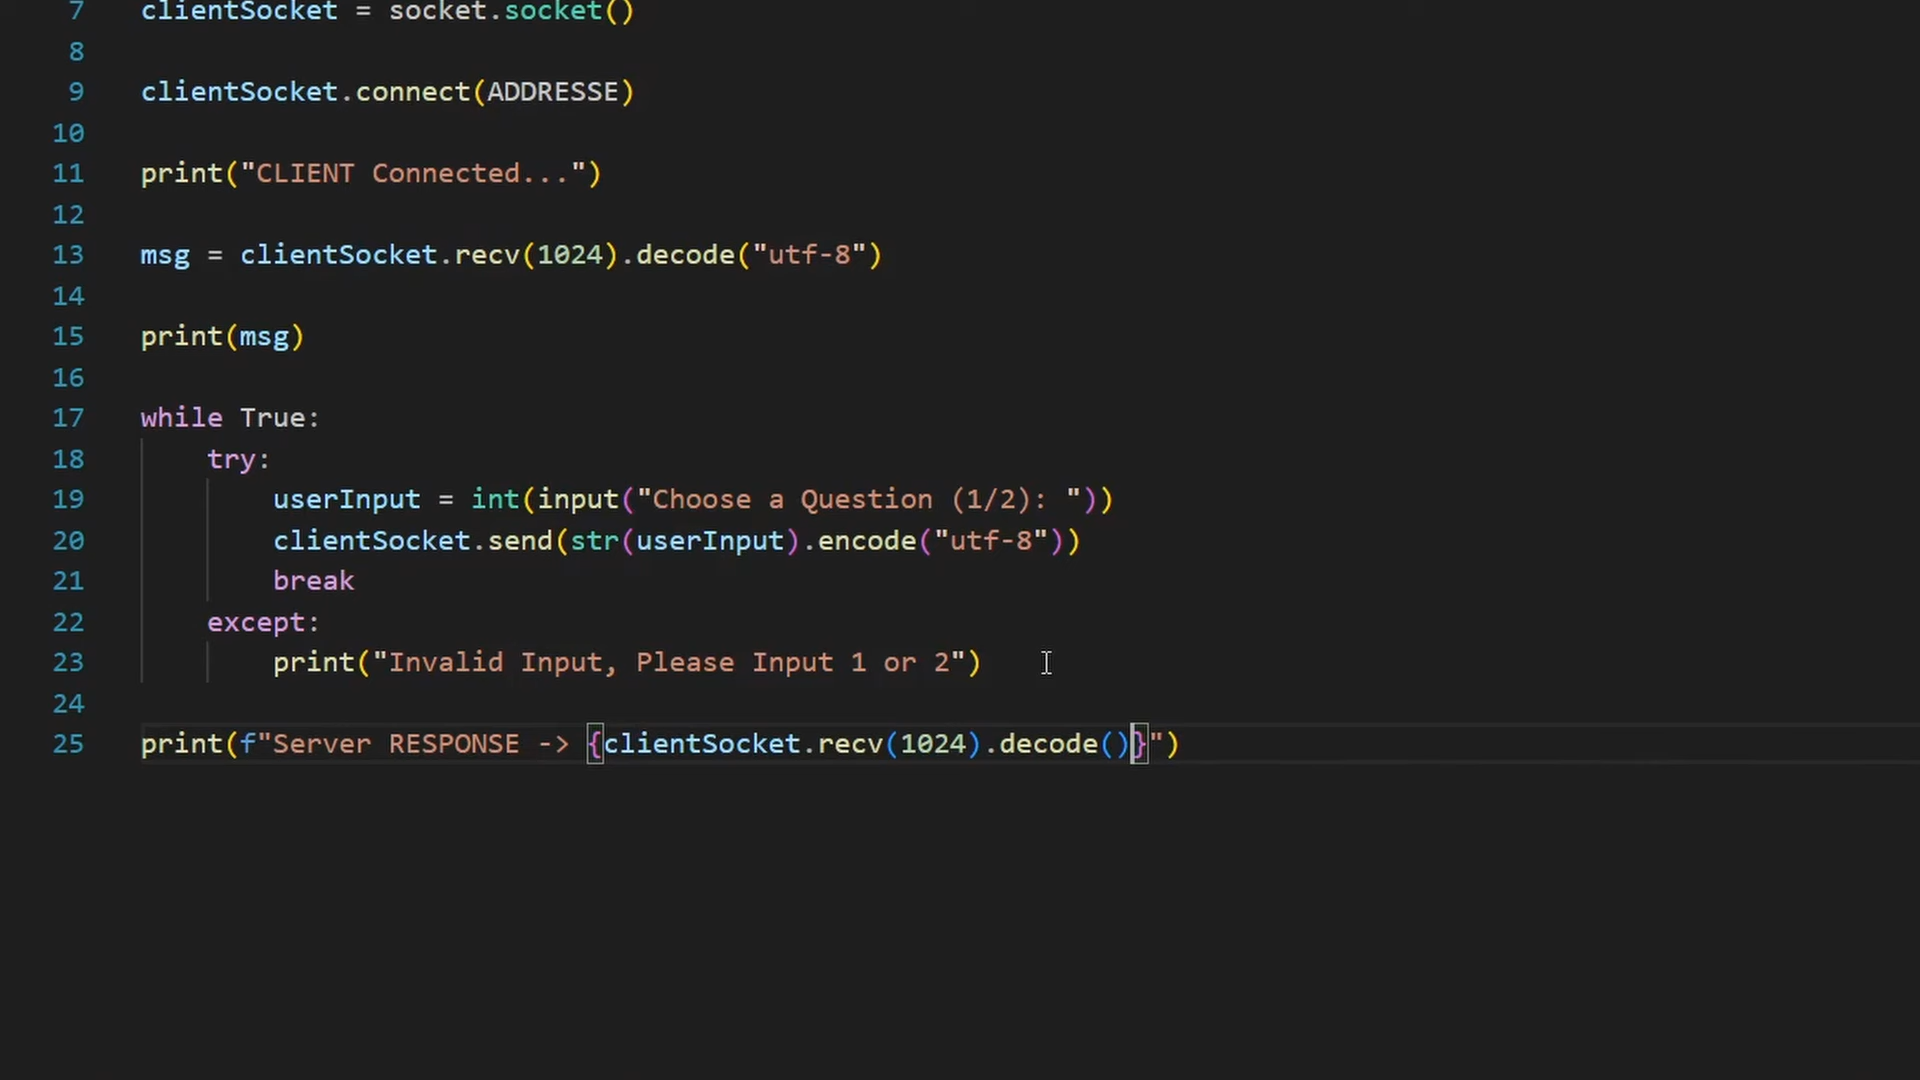 7 clientSocket = socket.socket()
8
9 clientSocket.connect(ADDRESSE)
10
11 print("CLIENT Connected...")
12
13 msg = clientSocket.recv(1024).decode("utf-8")
14
15 print(msg)
16
17 while True:
18     try:
19         userInput = int(input("Choose a Question (1/2): "))
20         clientSocket.send(str(userInput).encode("utf-8"))
21         break
22     except:
23         print("Invalid Input, Please Input 1 or 2")
24
25 print(f"Server RESPONSE -> {clientSocket.recv(1024).decode()}")